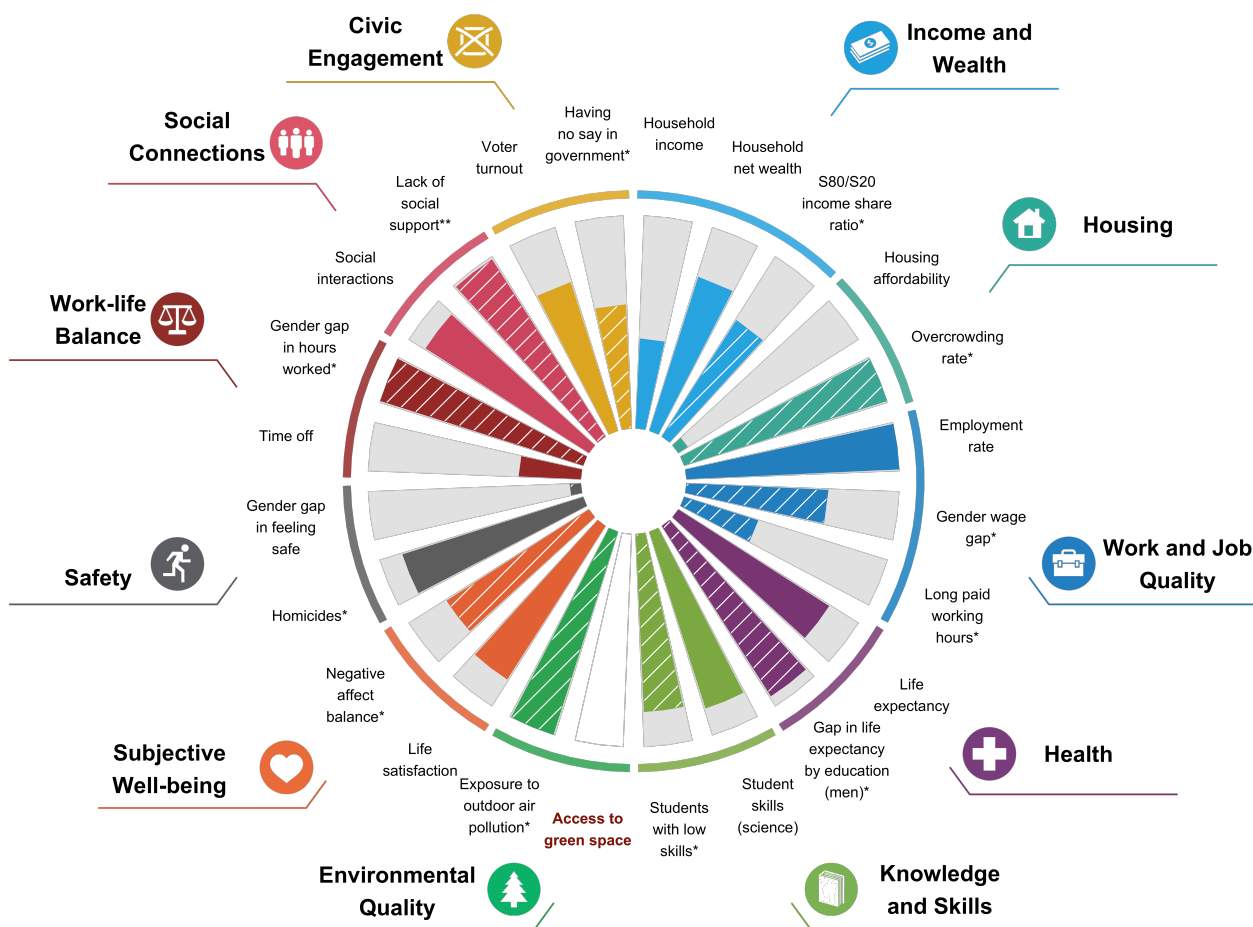 Civic
Engagement
Income and
Wealth
Social
Connections
Having
no say in
government*
Household
income
Voter
turnout
Household
net wealth
Lack of
social
support**
S80/S20
income share
ratio*
Housing
Social
interactions
Housing
affordability
Work-life
Balance
Gender gap
in hours
worked*
Overcrowding
rate*
Time off
Employment
rate
Gender gap
in feeling
safe
Gender wage
gap*
Safety
Work and Job
Quality
Homicides*
Long paid
working
hours*
Negative
affect
balance*
Life
expectancy
Subjective
Well-being
Life
satisfaction
Gap in life
expectancy
by education
(men)*
Health
Exposure to
outdoor air
pollution*
Access to
green space
Students
with low
skills*
Student
skills
(science)
Environmental
Quality
Knowledge
and Skills